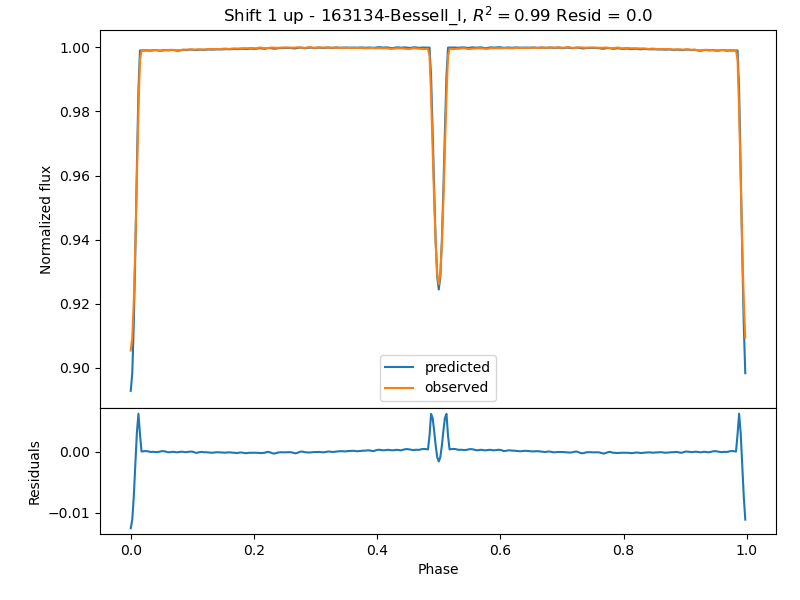 Shift 1 up - 163134-Bessell_I, $R^2 = 0.99$ Resid = 0.0
1.00
0.98
0.96
0.94
0.92
0.90
Normalized flux
predicted
observed
0.00
−0.01
Residuals
0.0 0.2 0.4 0.6 0.8 1.0
Phase